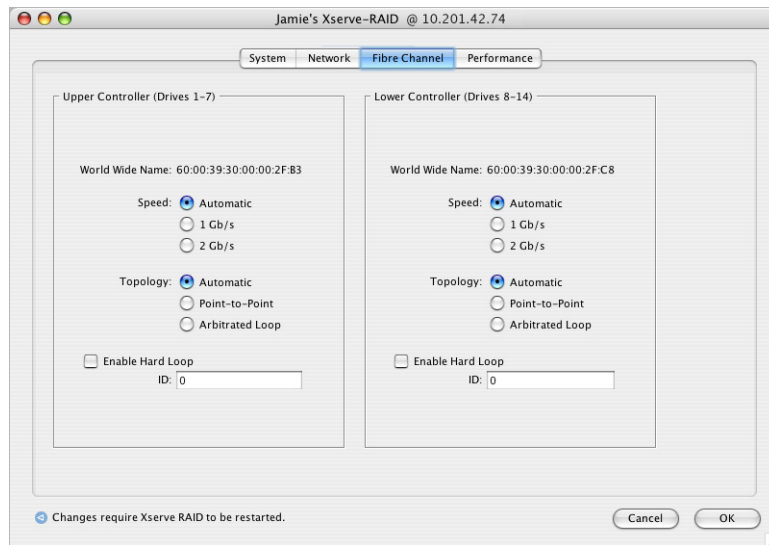 Jamie's Xserve-RAID @ 10.201.42.74
System Network Fibre Channel Performance
Upper Controller (Drives 1-7)
World Wide Name: 60:00:39:30:00:00:2F:B3
Speed: Automatic
1 Gb/s
2 Gb/s
Topology: Automatic
Point-to-Point
Arbitrated Loop
Enable Hard Loop
ID: 0
Lower Controller (Drives 8-14)
World Wide Name: 60:00:39:30:00:00:2F:C8
Speed: Automatic
1 Gb/s
2 Gb/s
Topology: Automatic
Point-to-Point
Arbitrated Loop
Enable Hard Loop
ID: 0
Changes require Xserve RAID to be restarted.
Cancel OK